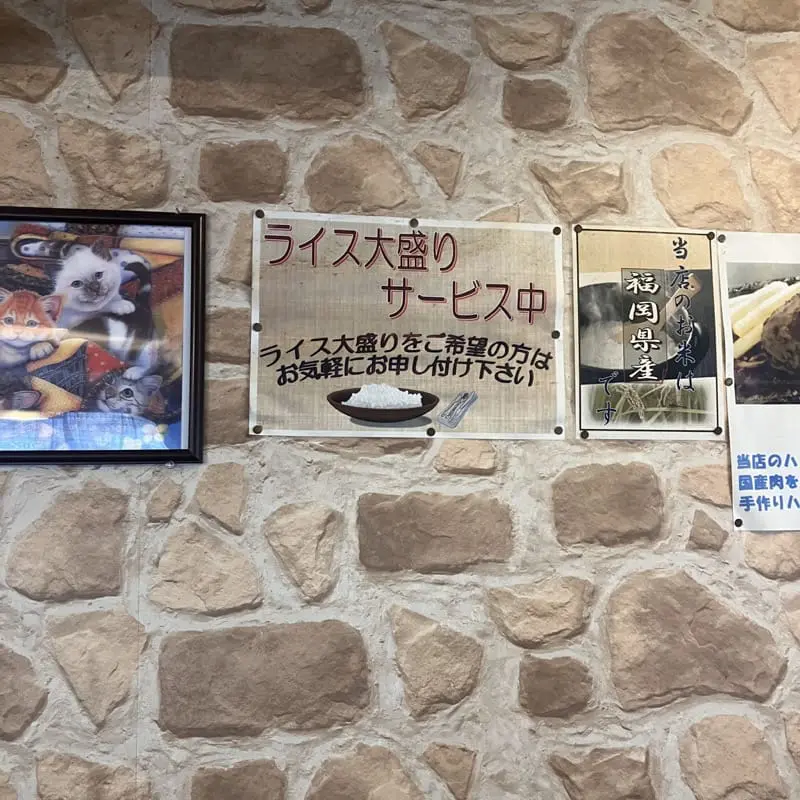 ライス大盛り
サービス中
ライス大盛りをご希望の方は
お気軽にお申し付け下さい
当店のお米は
福岡県産
です
当店のハ
国産肉を
手作りハ